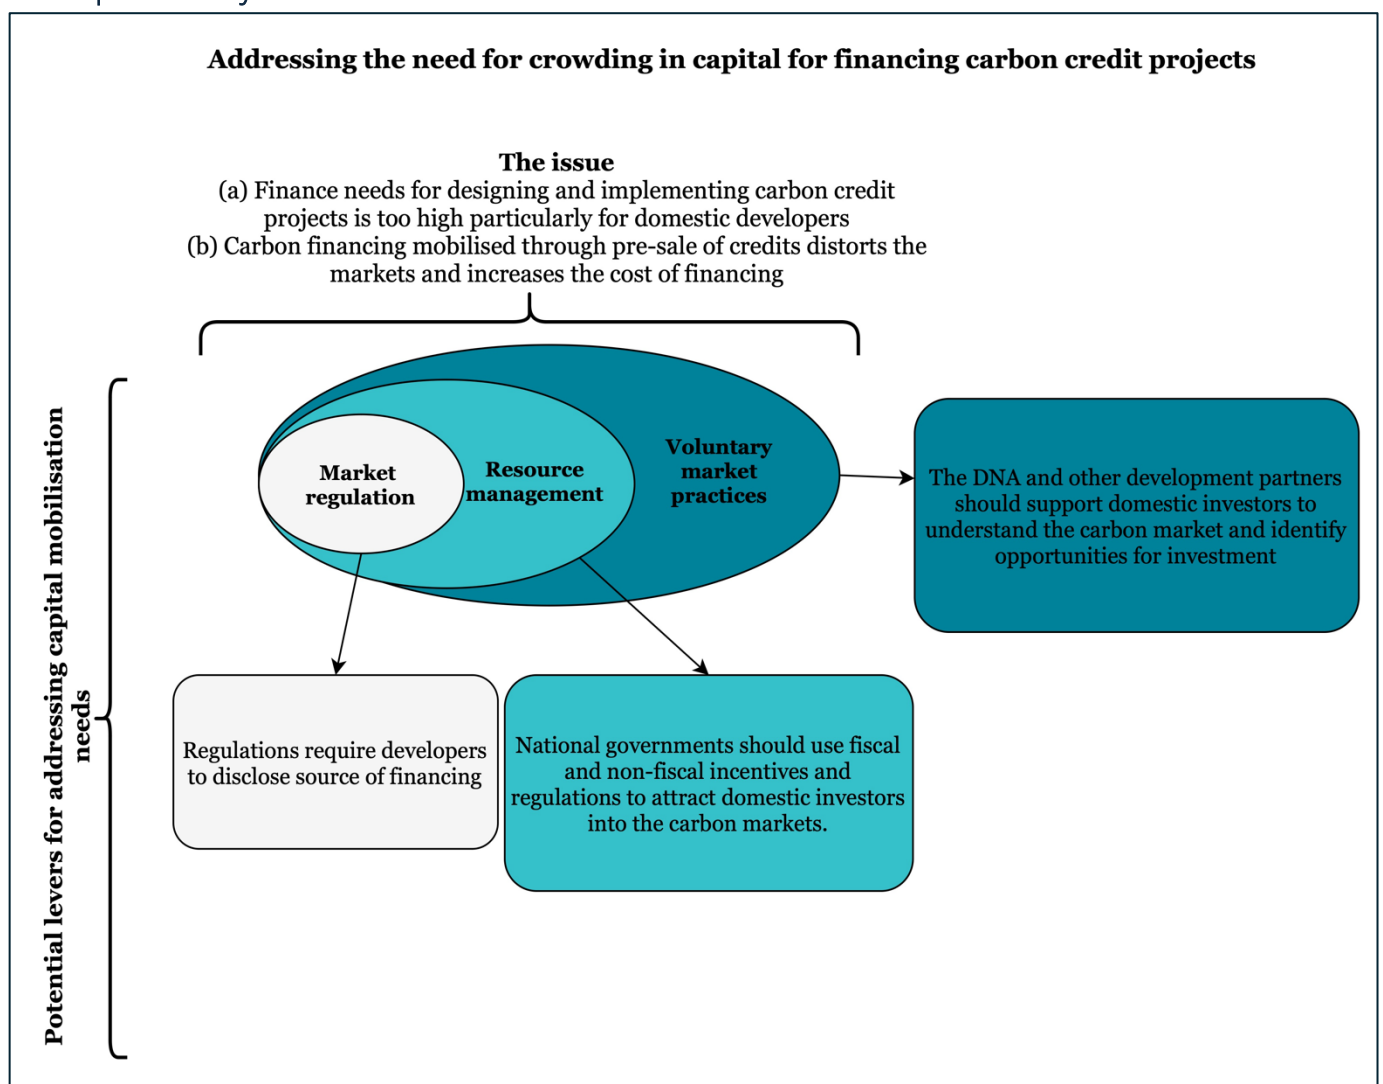 Addressing the need for crowding in capital for financing carbon credit projects
The issue
(a) Finance needs for designing and implementing carbon credit
projects is too high particularly for domestic developers
(b) Carbon financing mobilised through pre-sale of credits distorts the
markets and increases the cost of financing
Potential levers for addressing capital mobilisation
needs
Market
regulation
Resource
management
Voluntary
market
practices
The DNA and other development partners
should support domestic investors to
understand the carbon market and identify
opportunities for investment
Regulations require developers
to disclose source of financing
National governments should use fiscal
and non-fiscal incentives and
regulations to attract domestic investors
into the carbon markets.